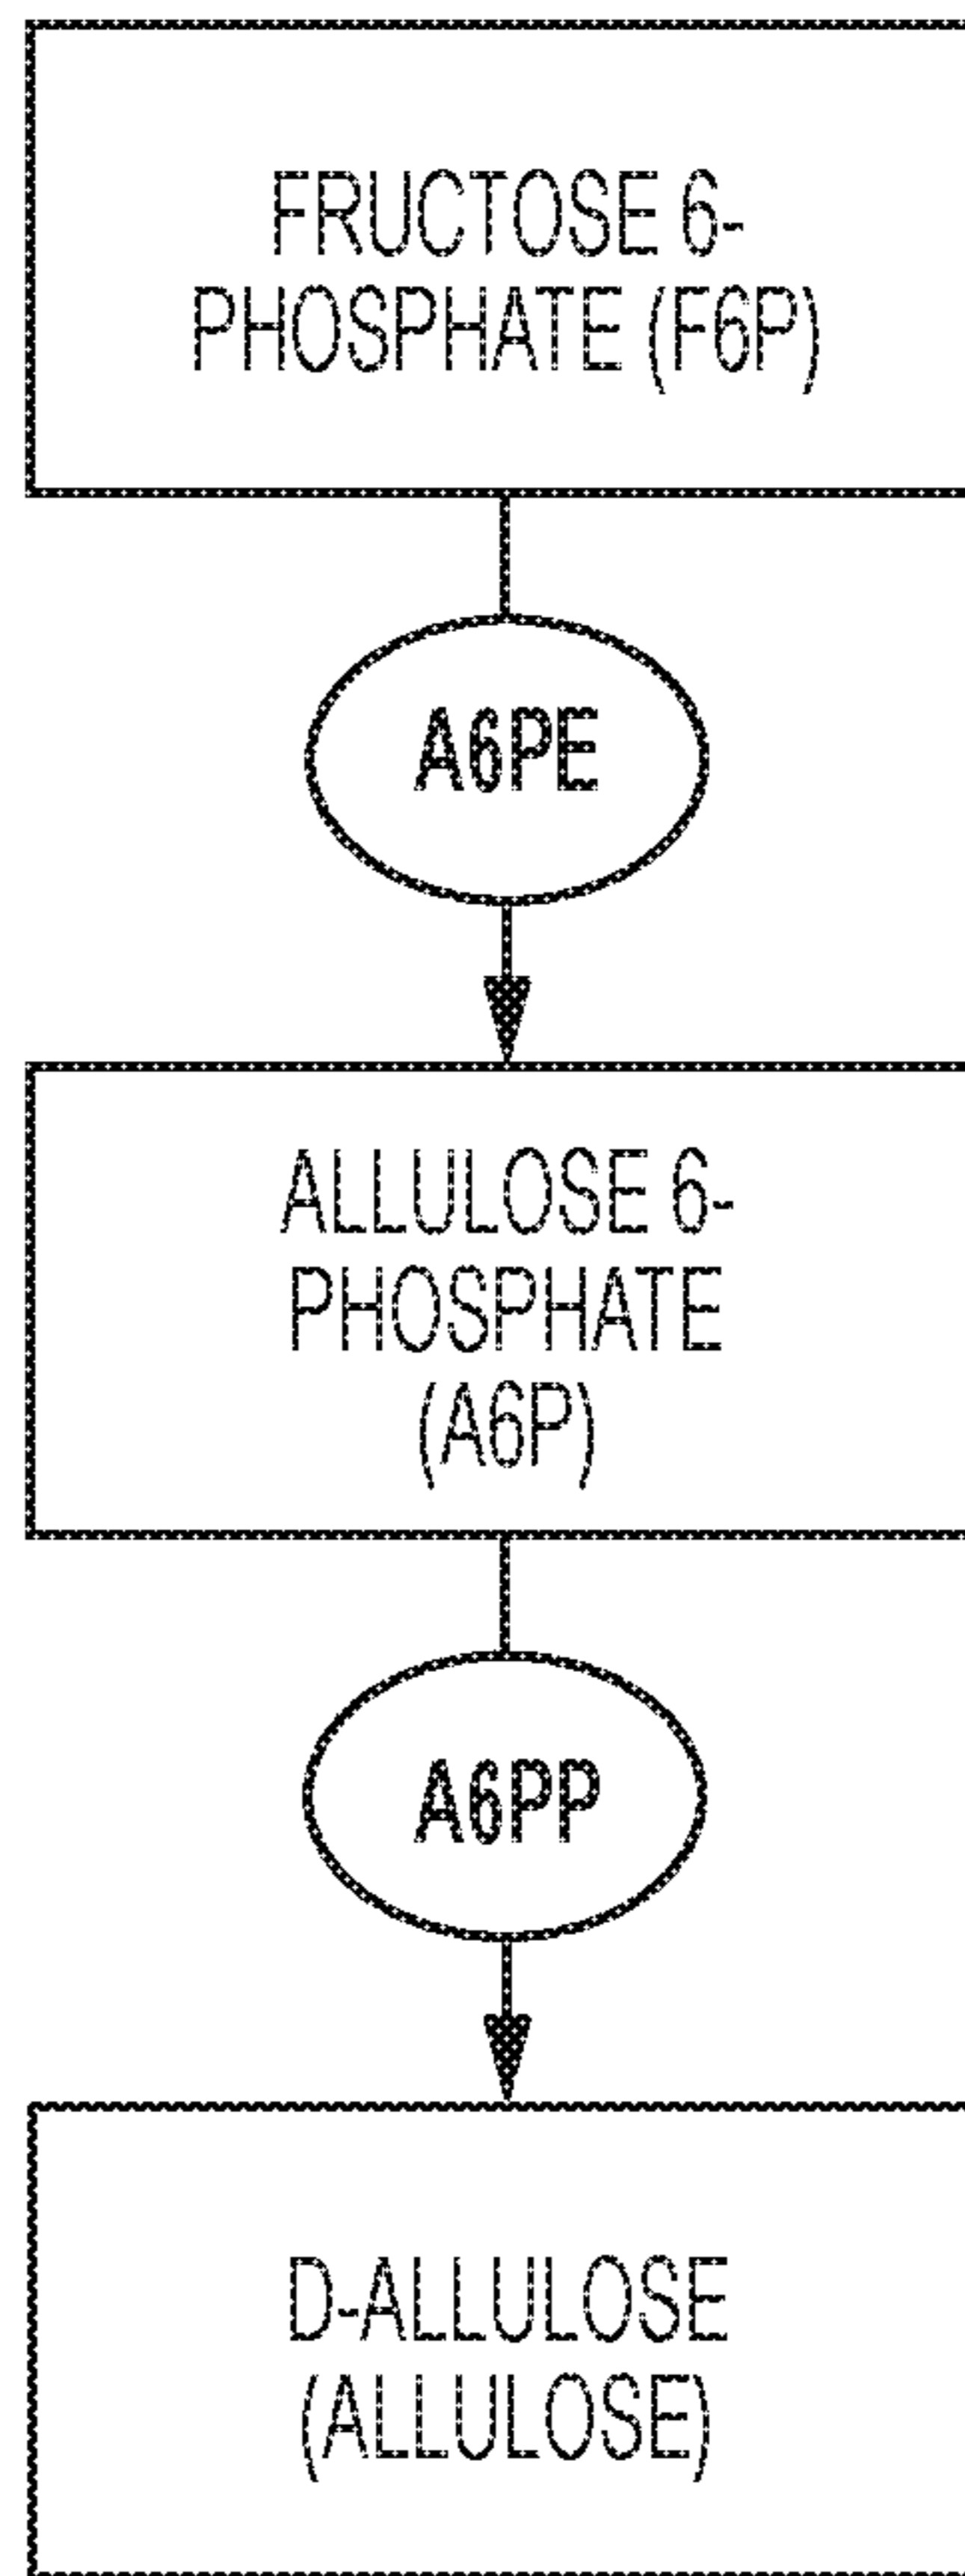 FRUCTOSE 6-
PHOSPHATE (F6P)
A6PE
ALLULOSE 6-
PHOSPHATE
(A6P)
A6PP
D-ALLULOSE
(ALLULOSE)